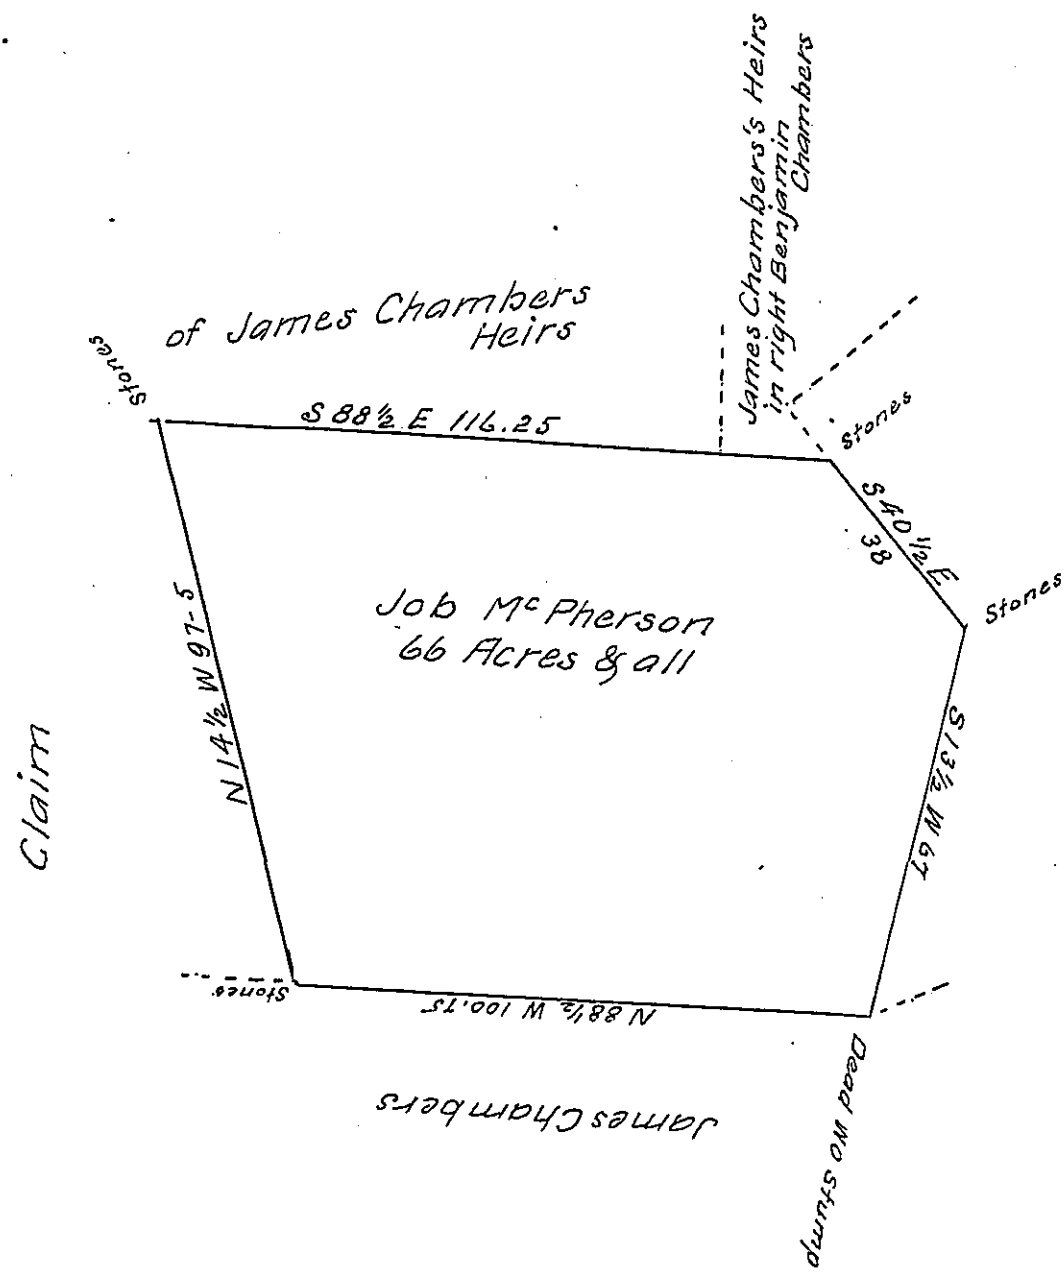 James Chambers's Heirs
in right Benjamin
Chambers
of James Chambers
Heirs
Stones
S 88½ E 116.25
Stones
S 40½ E
38
Stones
Job McPherson
66 Acres & all
N 14½ W 97-5
Claim
S 13½ W 67
Stones
N 88½ W 100.75
Dead WO Stump
James Chambers